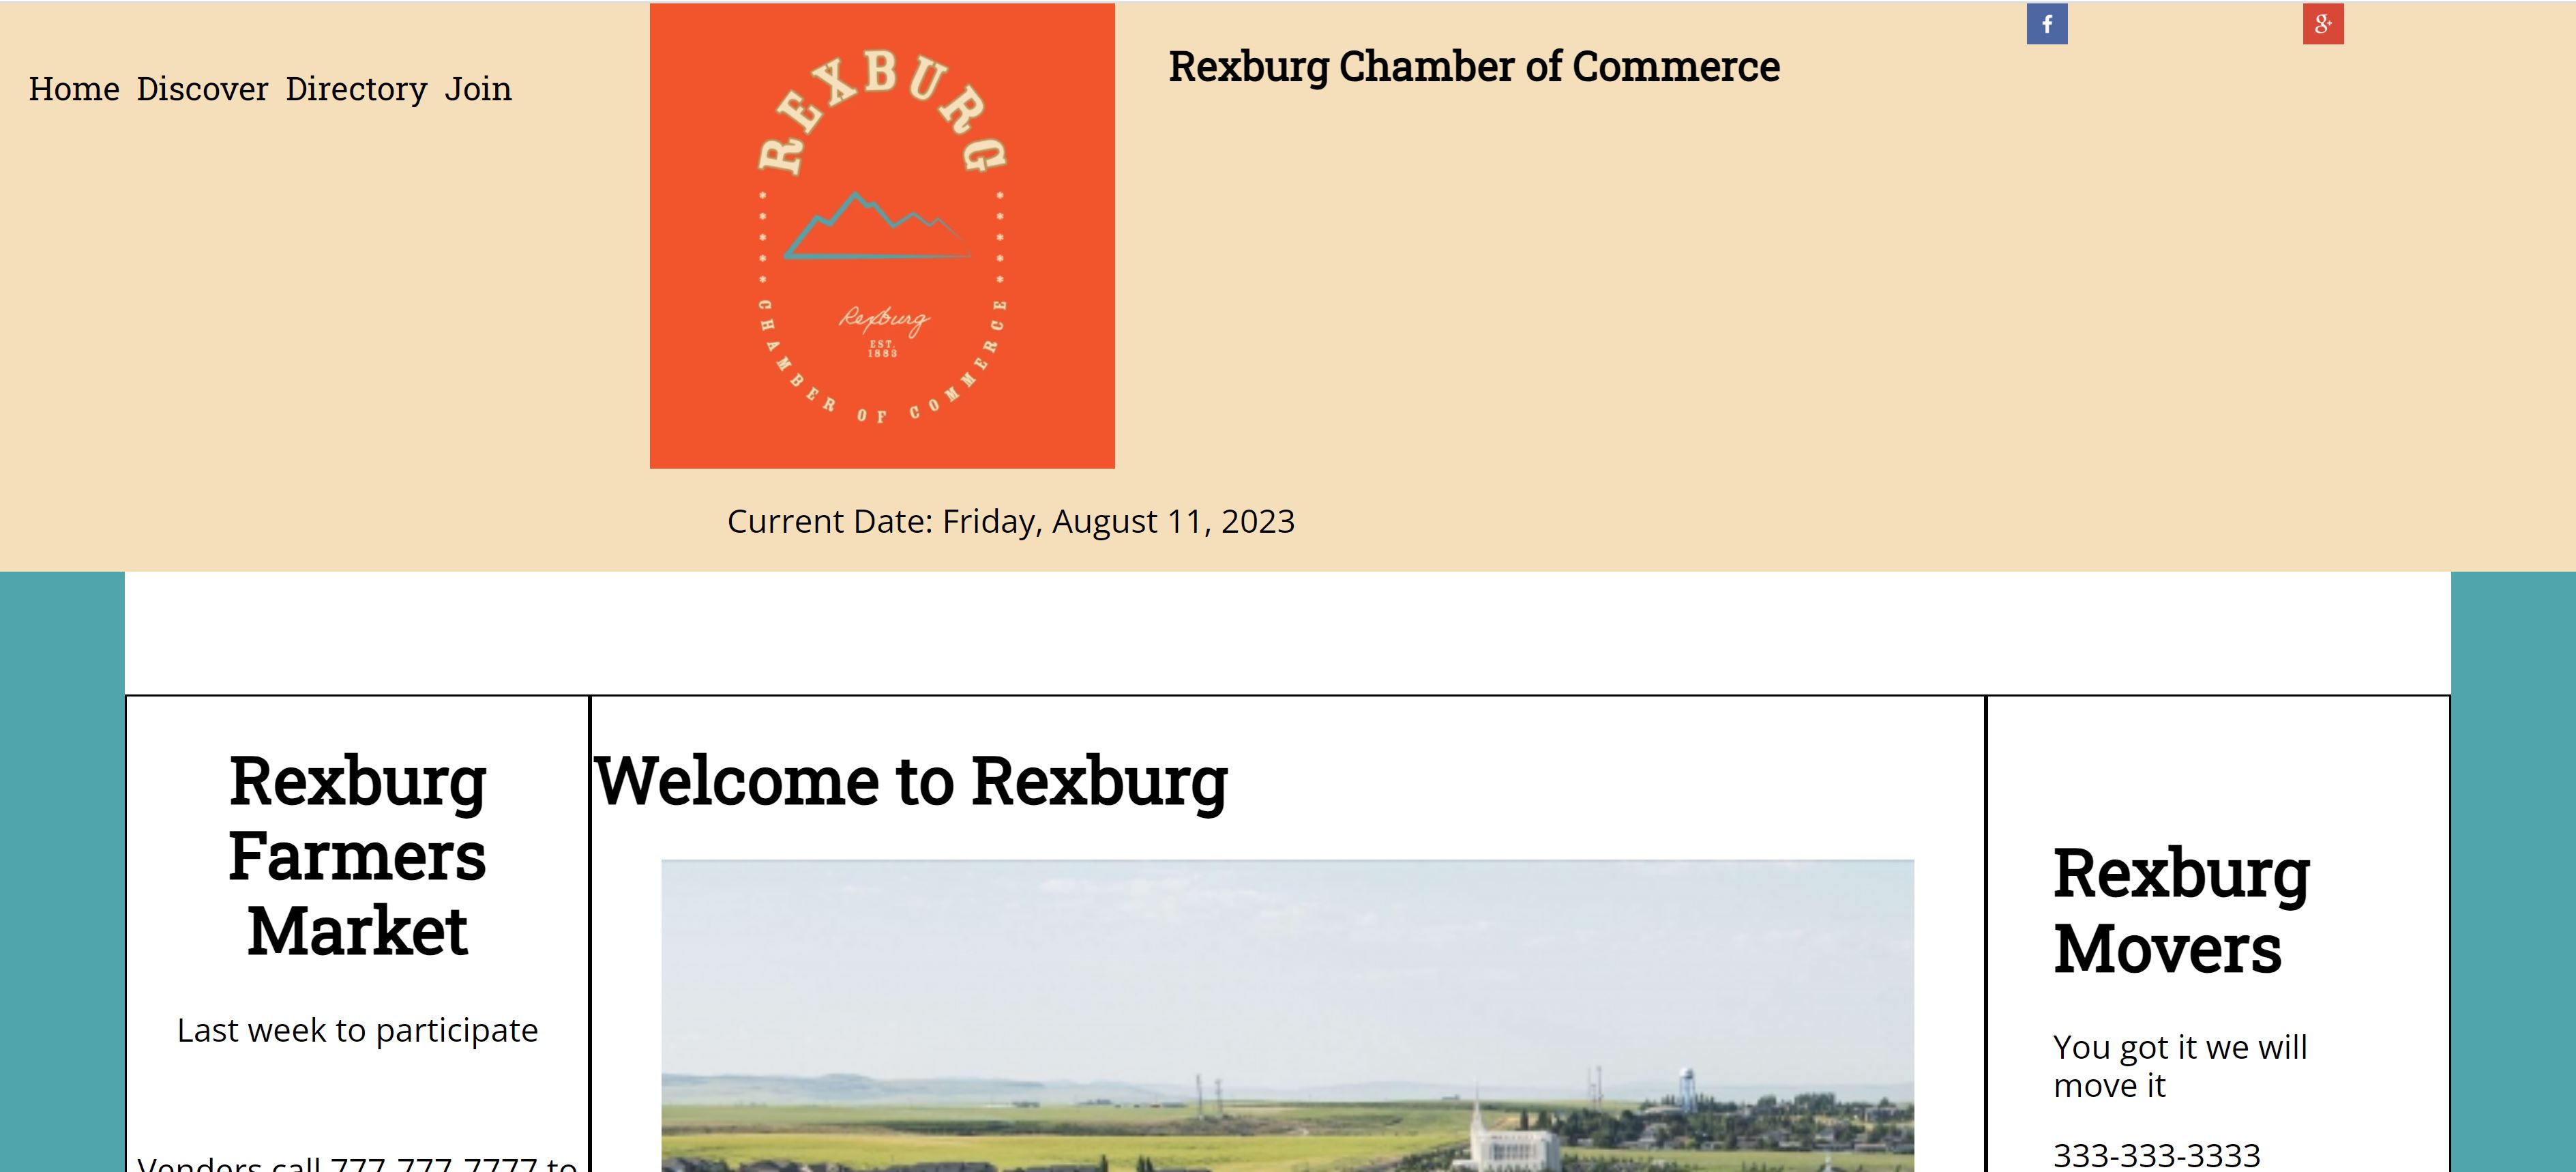 Home Discover Directory Join
REXBURG
Rexburg
EST.
1883
CHAMBER OF COMMERCE
Rexburg Chamber of Commerce
f
g+
Current Date: Friday, August 11, 2023
Rexburg
Farmers
Market
Last week to participate
Venders call 777-777-7777 to
Welcome to Rexburg
Rexburg
Movers
You got it we will
move it
333-333-3333